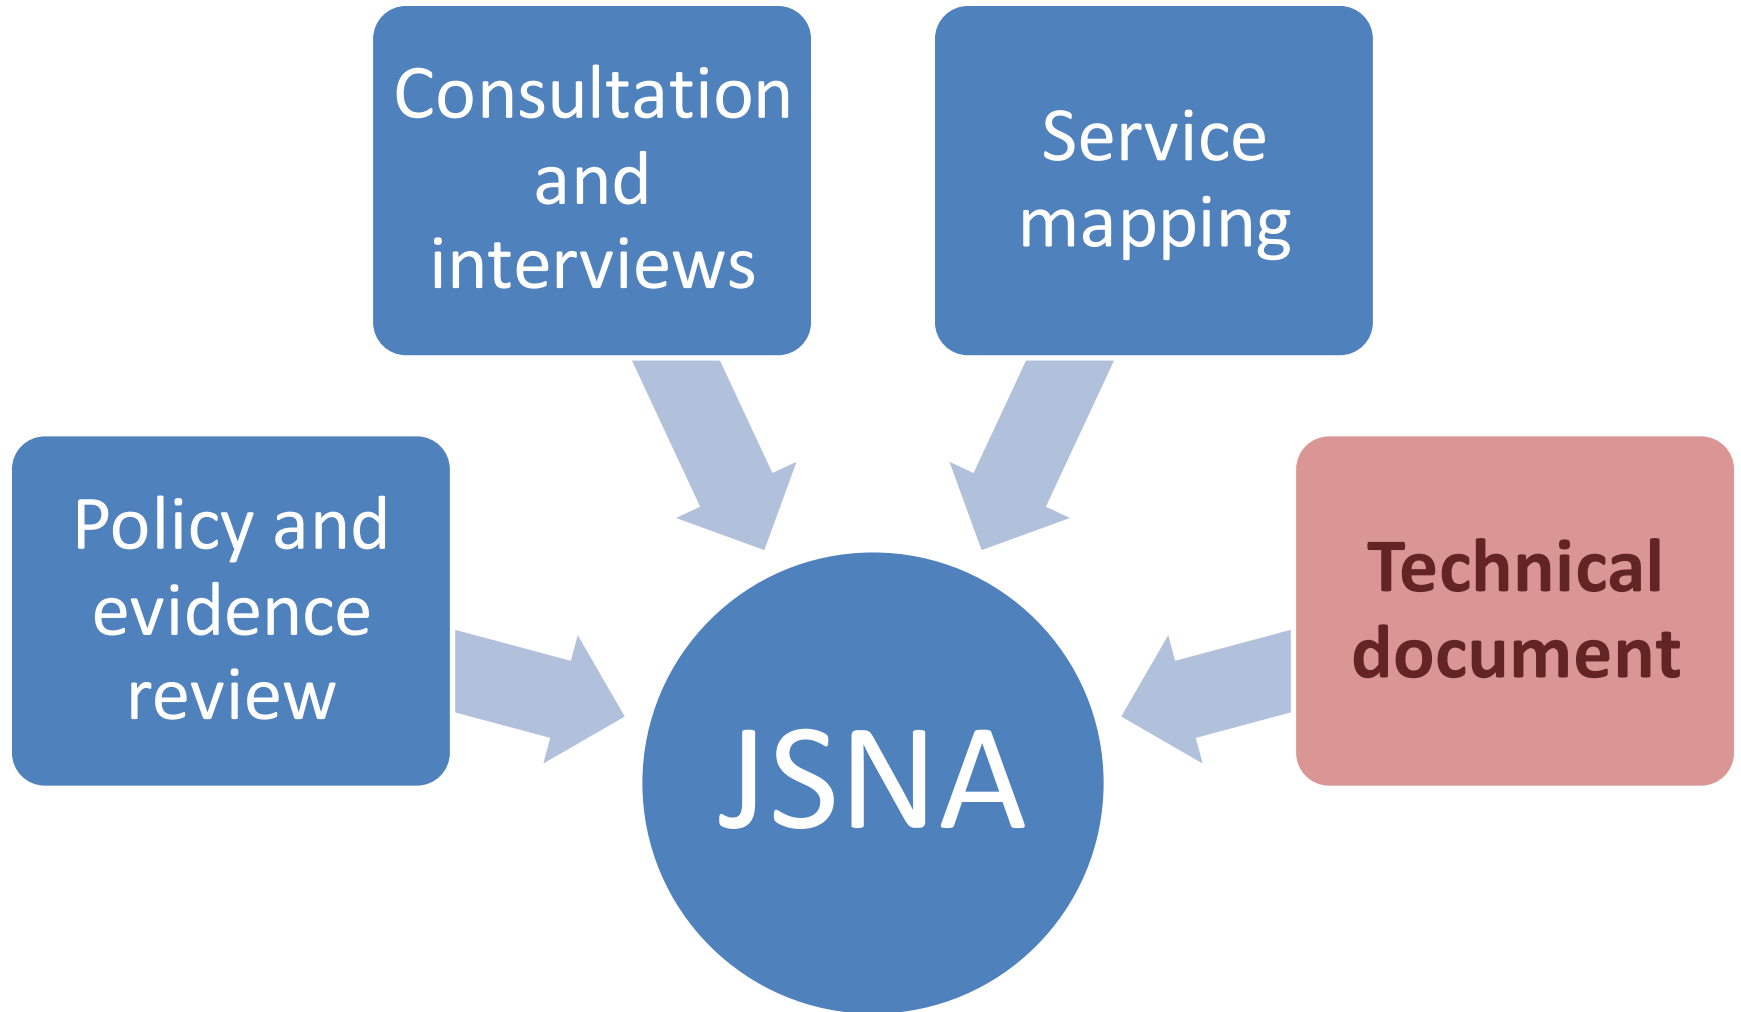 Consultation
and
interviews
Service
mapping
Policy and
evidence
review
Technical
document
JSNA